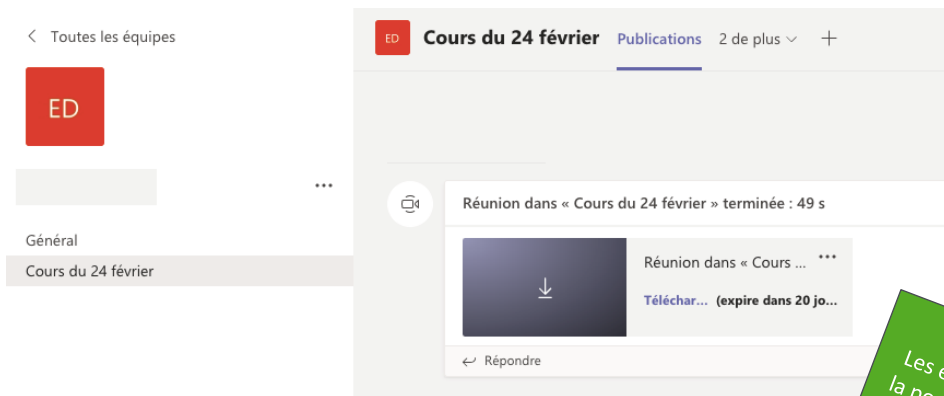 Toutes les équipes
ED
Général
Cours du 24 février
ED Cours du 24 février Publications 2 de plus
Réunion dans « Cours du 24 février » terminée : 49 s
Réunion dans « Cours ...
Téléchar... (expire dans 20 jo...
Répondre
Les
la